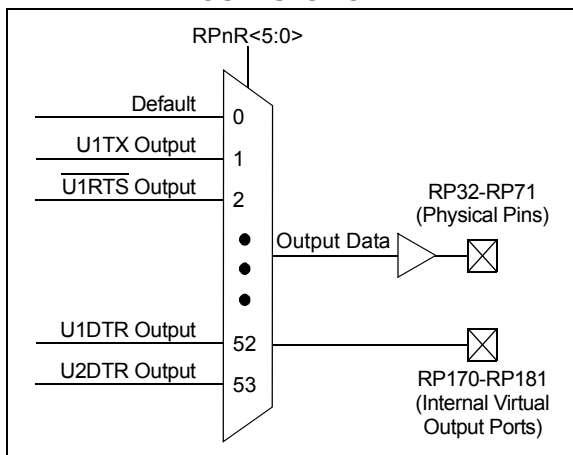 RPnR<5:0>
Default
0
U1TX Output
1
U1RTS Output
2
RP32-RP71
(Physical Pins)
Output Data
U1DTR Output
52
U2DTR Output
53
RP170-RP181
(Internal Virtual
Output Ports)